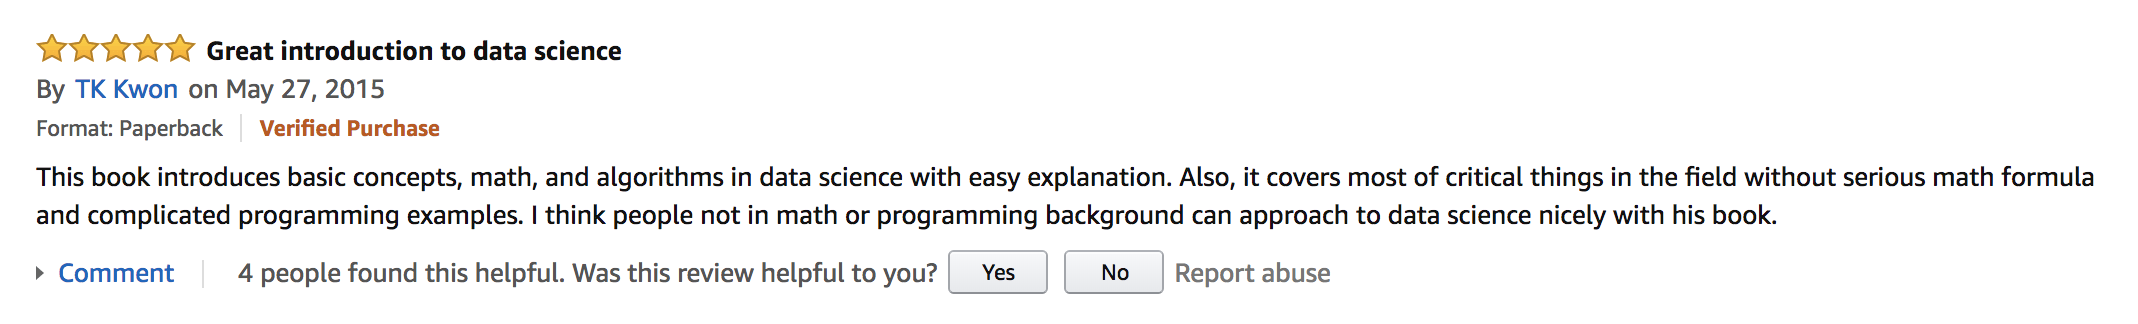 Great introduction to data science
By TK Kwon on May 27, 2015
Format: Paperback Verified Purchase
This book introduces basic concepts, math, and algorithms in data science with easy explanation. Also, it covers most of critical things in the field without serious math formula
and complicated programming examples. I think people not in math or programming background can approach to data science nicely with his book.
Comment 4 people found this helpful. Was this review helpful to you? Yes No Report abuse